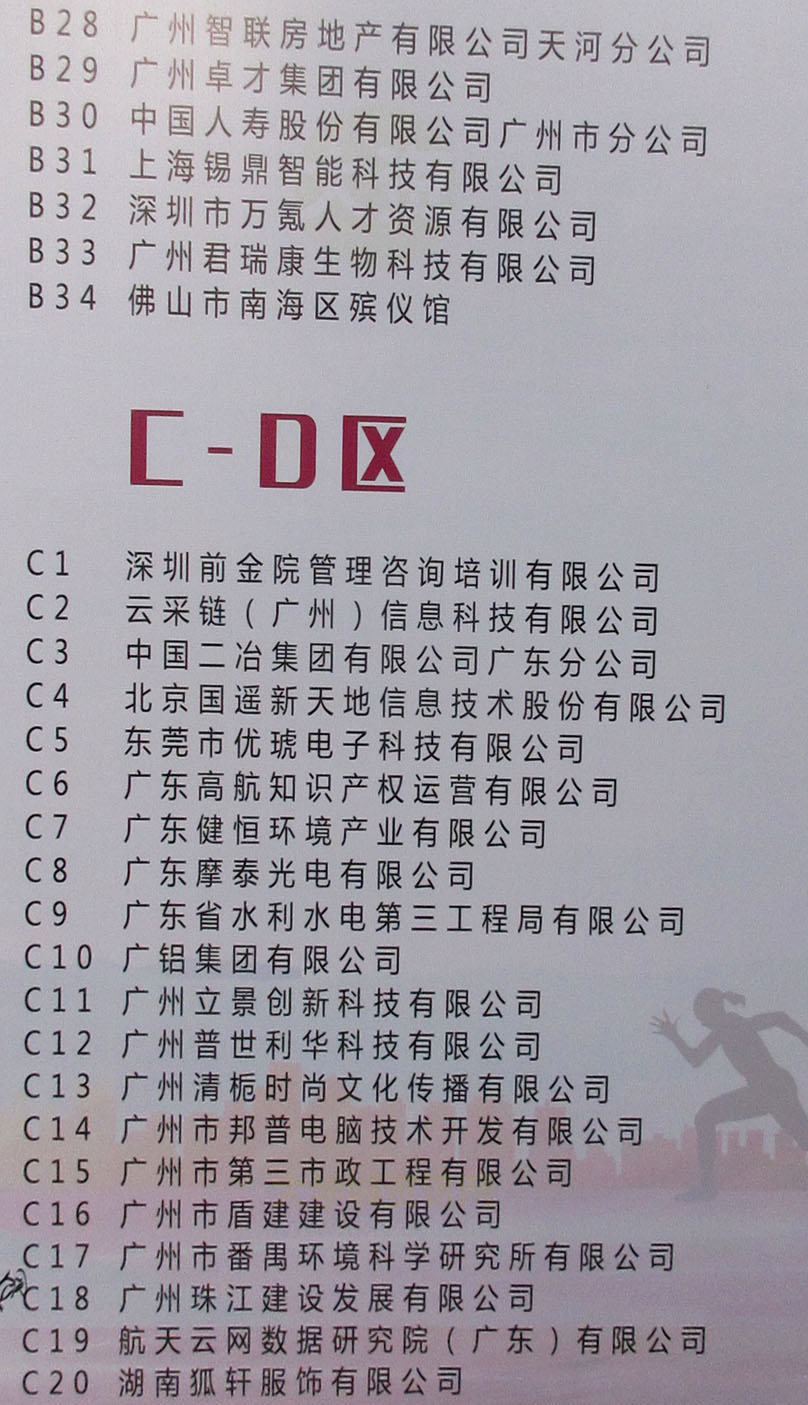 B28 广州智联房地产有限公司天河分公司
B29 广州卓才集团有限公司
B30 中国人寿股份有限公司广州市分公司
B31 上海锡鼎智能科技有限公司
B32 深圳市万氪人才资源有限公司
B33 广州君瑞康生物科技有限公司
B34 佛山市南海区殡仪馆
C-D区
C1 深圳前金院管理咨询培训有限公司
C2 云采链（广州）信息科技有限公司
C3 中国二冶集团有限公司广东分公司
C4 北京国遥新天地信息技术股份有限公司
C5 东莞市优琥电子科技有限公司
C6 广东高航知识产权运营有限公司
C7 广东健恒环境产业有限公司
C8 广东摩泰光电有限公司
C9 广东省水利水电第三工程局有限公司
C10 广铝集团有限公司
C11 广州立景创新科技有限公司
C12 广州普世利华科技有限公司
C13 广州清栀时尚文化传播有限公司
C14 广州市邦普电脑技术开发有限公司
C15 广州市第三市政工程有限公司
C16 广州市盾建建设有限公司
C17 广州市番禺环境科学研究所有限公司
C18 广州珠江建设发展有限公司
C19 航天云网数据研究院（广东）有限公司
C20 湖南狐轩服饰有限公司